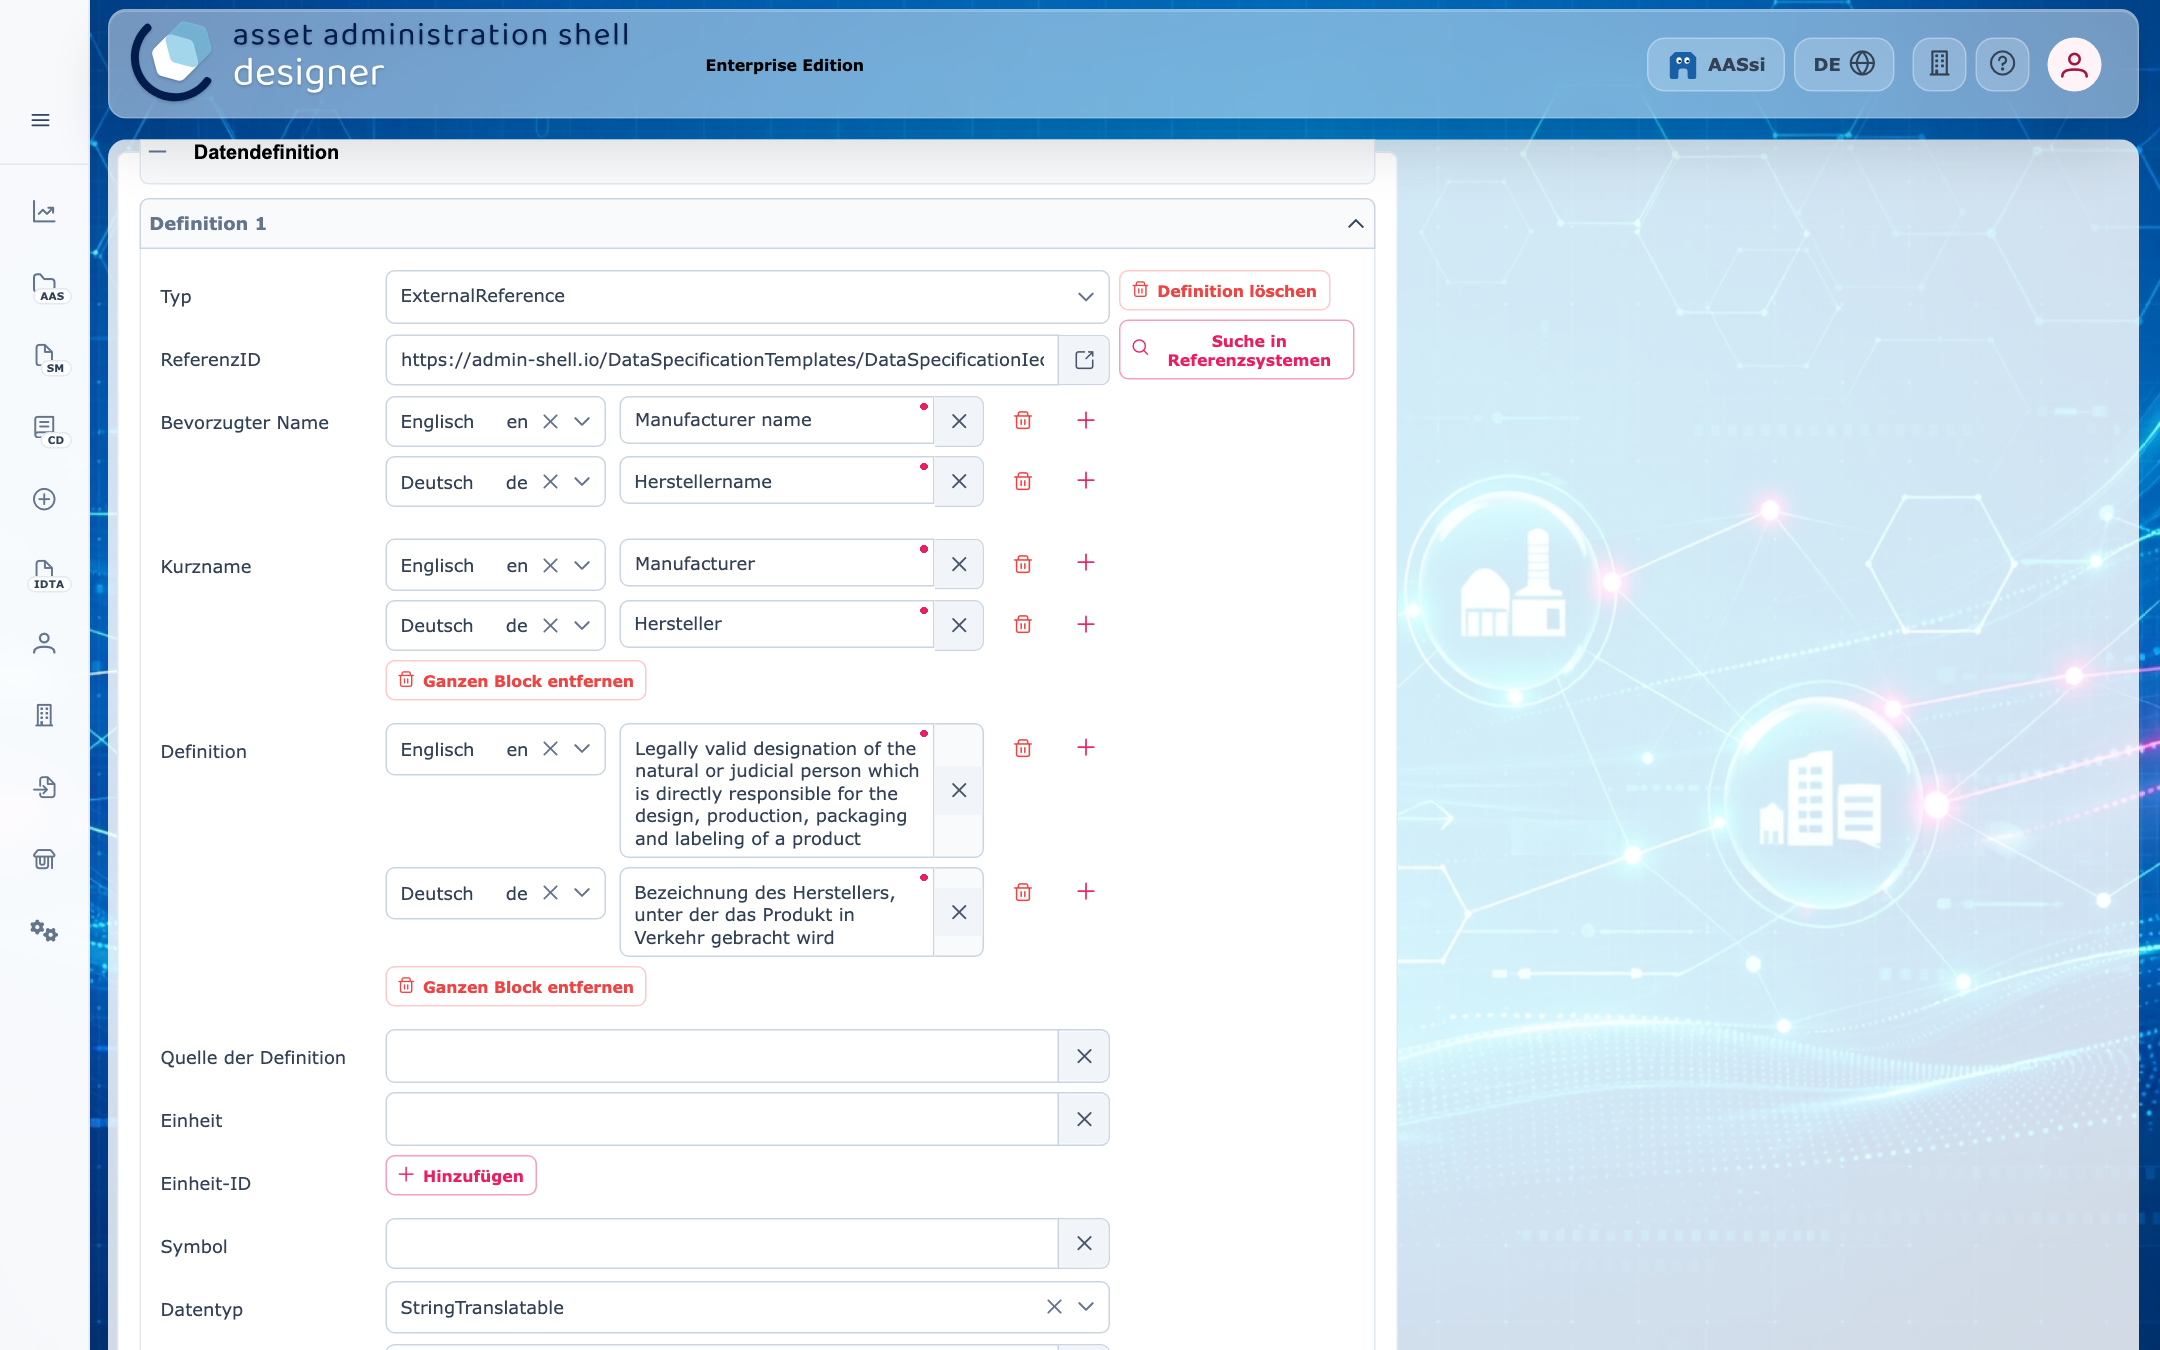 asset administration shell
designer
Enterprise Edition
AASsi
DE
AAS
SM
CD
IDTA
Datendefinition
Definition 1
Typ
ExternalReference
Definition löschen
ReferenzID
https://admin-shell.io/DataSpecificationTemplates/DataSpecificationIec
Suche in
Referenzsystemen
Bevorzugter Name
Englisch en
Manufacturer name
Deutsch de
Herstellername
Kurzname
Englisch en
Manufacturer
Deutsch de
Hersteller
Ganzen Block entfernen
Definition
Englisch en
Legally valid designation of the
natural or judicial person which
is directly responsible for the
design, production, packaging
and labeling of a product
Deutsch de
Bezeichnung des Herstellers,
unter der das Produkt in
Verkehr gebracht wird
Ganzen Block entfernen
Quelle der Definition
Einheit
Einheit-ID
Hinzufügen
Symbol
Datentyp
StringTranslatable